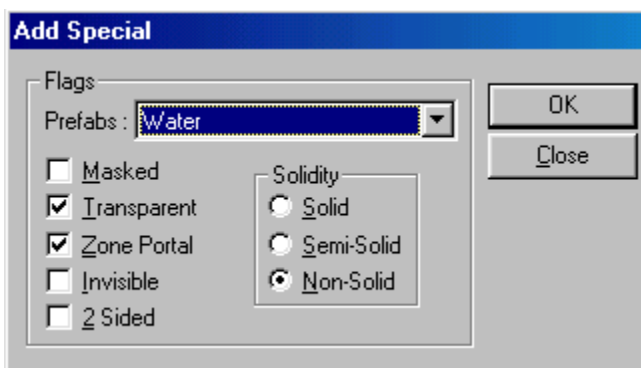 Add Special
Flags
Prefabs : Water
OK
Close
Masked
Transparent
Zone Portal
Invisible
2 Sided
Solidity
Solid
Semi-Solid
Non-Solid